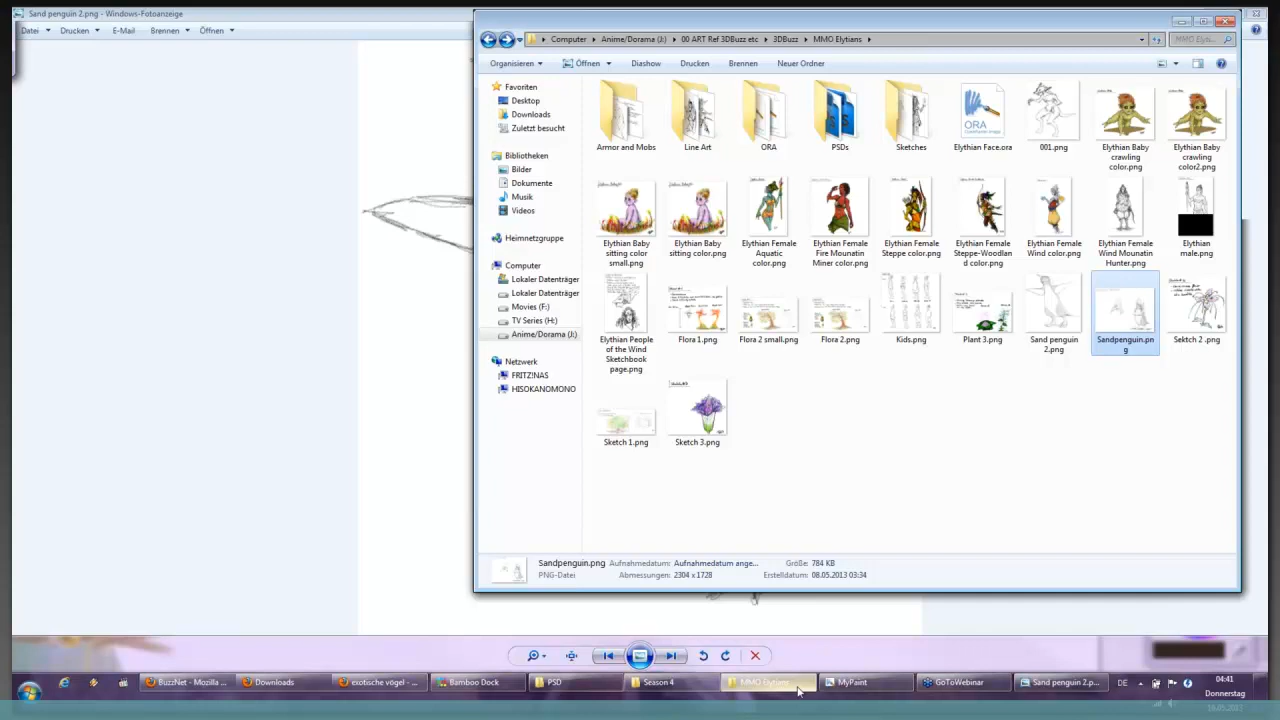 Sand penguin 2.png - Windows-Fotoanzeige
Datei Drucken E-Mail Brennen Öffnen
Computer Anime/Dorama (J:) 00 ART Ref 3DBuzz etc 3DBuzz MMO Elytians
Organisieren Öffnen Diashow Drucken Brennen Neuer Ordner
Favoriten
Desktop
Downloads
Zuletzt besucht
Bibliotheken
Bilder
Dokumente
Musik
Videos
Heimnetzgruppe
Computer
Lokaler Datenträger
Lokaler Datenträger
Movies (F:)
TV Series (H:)
Anime/Dorama (J:)
Netzwerk
FRITZ!NAS
HISOKANOMONO
Armor and Mobs
Line Art
ORA
PSDs
Sketches
ORA
Elythian Face.ora
001.png
Elythian Baby
crawling
color.png
Elythian Baby
crawling
color2.png
Elythian Baby
sitting color
small.png
Elythian Baby
sitting color.png
Elythian Female
Aquatic
color.png
Elythian Female
Fire Mounatin
Miner color.png
Elythian Female
Steppe color.png
Elythian Female
Steppe-Woodlan
d color.png
Elythian Female
Wind color.png
Elythian Female
Wind Mounatin
Hunter.png
Elythian
male.png
Elythian People
of the Wind
Sketchbook
page.png
Flora 1.png
Flora 2 small.png
Flora 2.png
Kids.png
Plant 3.png
Sand penguin
2.png
Sandpenguin.pn
g
Sektch 2 .png
Sketch 1.png
Sketch 3.png
Sandpenguin.png Aufnahmedatum: Aufnahmedatum ange... Größe: 784 KB
PNG-Datei Abmessungen: 2304 x 1728 Erstelldatum: 08.05.2013 03:34
BuzzNet - Mozilla ... Downloads exotische vögel - ... Bamboo Dock PSD Season 4 MMO Elytians MyPaint GoToWebinar Sand penguin 2.p... DE
04:41
Donnerstag
16.05.2013